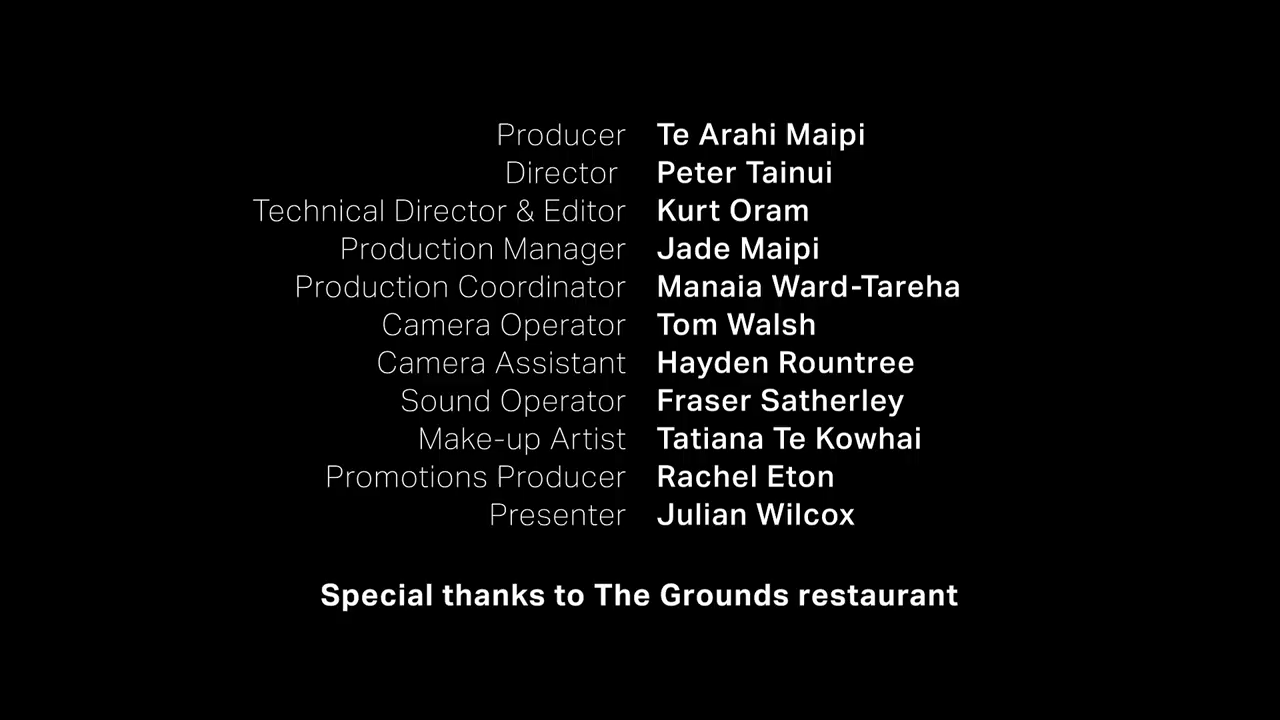 Producer Te Arahi Maipi
Director Peter Tainui
Technical Director & Editor Kurt Oram
Production Manager Jade Maipi
Production Coordinator Manaia Ward-Tareha
Camera Operator Tom Walsh
Camera Assistant Hayden Rountree
Sound Operator Fraser Satherley
Make-up Artist Tatiana Te Kowhai
Promotions Producer Rachel Eton
Presenter Julian Wilcox
Special thanks to The Grounds restaurant